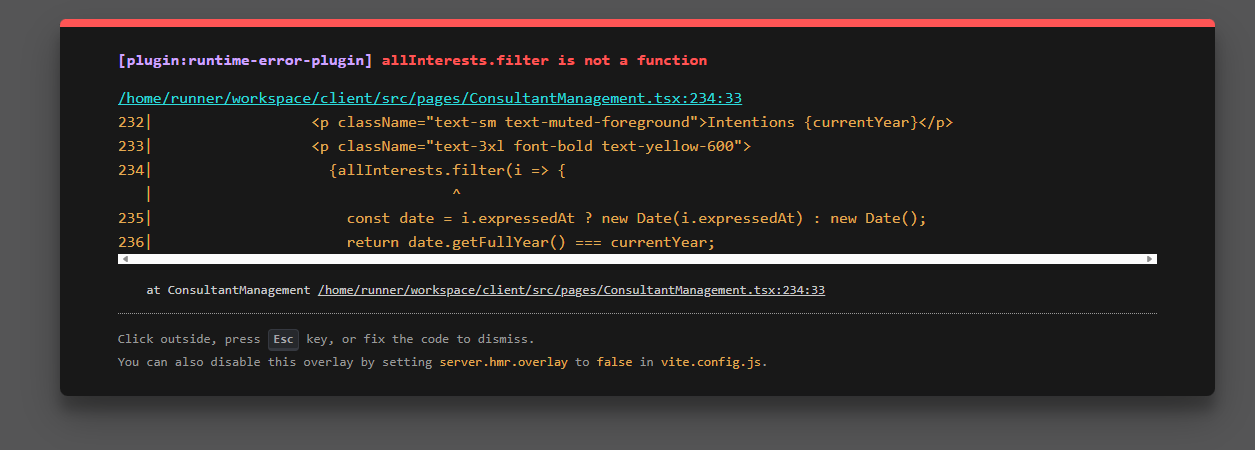 [plugin:runtime-error-plugin] allInterests.filter is not a function
/home/runner/workspace/client/src/pages/ConsultantManagement.tsx:234:33
232|                  <p className="text-sm text-muted-foreground">Intentions {currentYear}</p>
233|                  <p className="text-3xl font-bold text-yellow-600">
234|                    {allInterests.filter(i => {
   |                                  ^
235|                      const date = i.expressedAt ? new Date(i.expressedAt) : new Date();
236|                      return date.getFullYear() === currentYear;
at ConsultantManagement /home/runner/workspace/client/src/pages/ConsultantManagement.tsx:234:33
Click outside, press Esc key, or fix the code to dismiss.
You can also disable this overlay by setting server.hmr.overlay to false in vite.config.js.